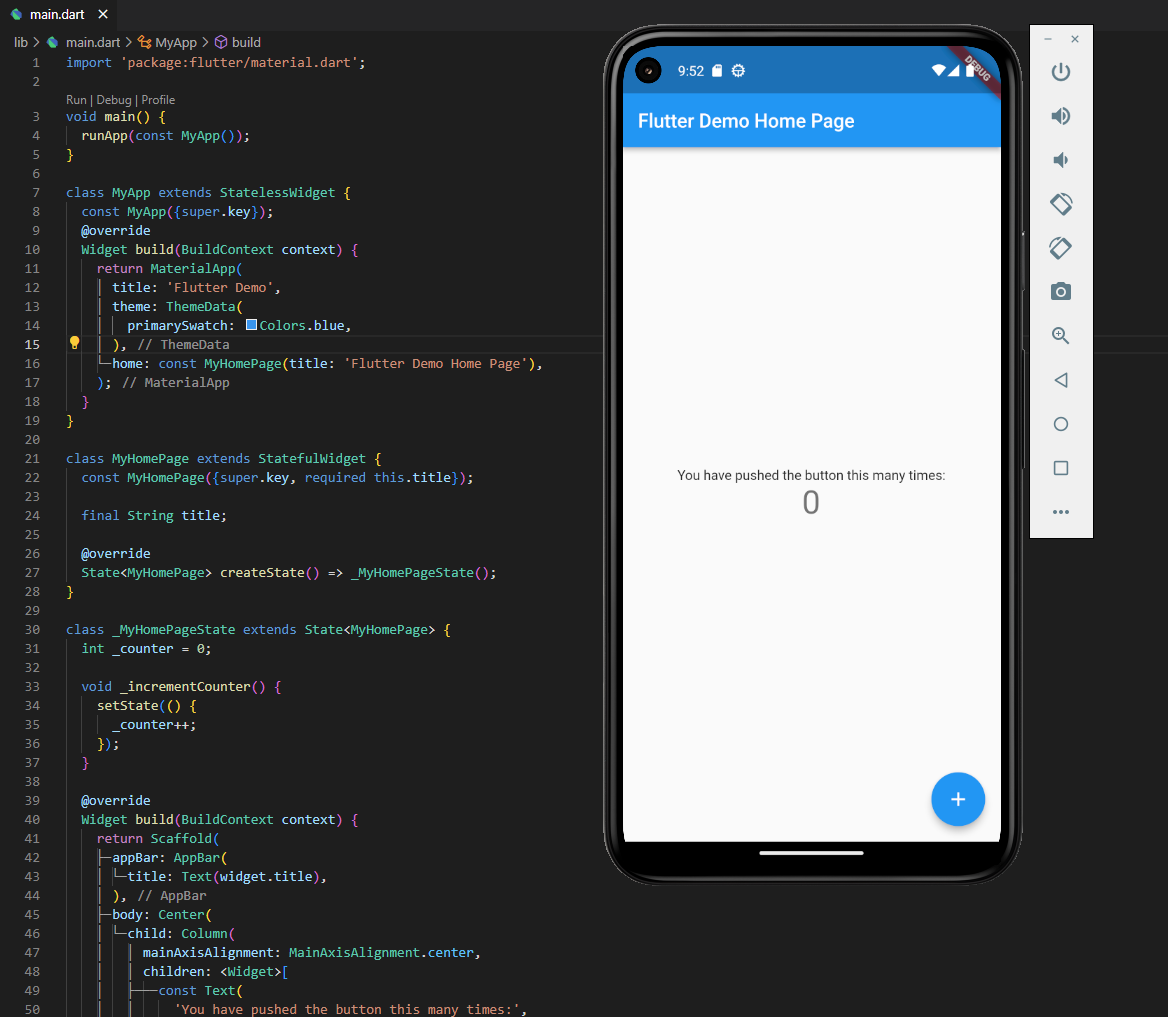 main.dart
lib > main.dart > MyApp > build
1 import 'package:flutter/material.dart';
2
Run | Debug | Profile
3 void main() {
4 runApp(const MyApp());
5 }
6
7 class MyApp extends StatelessWidget {
8 const MyApp({super.key});
9 @override
10 Widget build(BuildContext context) {
11 return MaterialApp(
12 title: 'Flutter Demo',
13 theme: ThemeData(
14 primarySwatch: Colors.blue,
15 ), // ThemeData
16 home: const MyHomePage(title: 'Flutter Demo Home Page'),
17 ); // MaterialApp
18 }
19 }
20
21 class MyHomePage extends StatefulWidget {
22 const MyHomePage({super.key, required this.title});
23
24 final String title;
25
26 @override
27 State<MyHomePage> createState() => _MyHomePageState();
28 }
29
30 class _MyHomePageState extends State<MyHomePage> {
31 int _counter = 0;
32
33 void _incrementCounter() {
34 setState(() {
35 _counter++;
36 });
37 }
38
39 @override
40 Widget build(BuildContext context) {
41 return Scaffold(
42 appBar: AppBar(
43 title: Text(widget.title),
44 ), // AppBar
45 body: Center(
46 child: Column(
47 mainAxisAlignment: MainAxisAlignment.center,
48 children: <Widget>[
49 const Text(
50 'You have pushed the button this many times:',
9:52
DEBUG
Flutter Demo Home Page
You have pushed the button this many times:
0